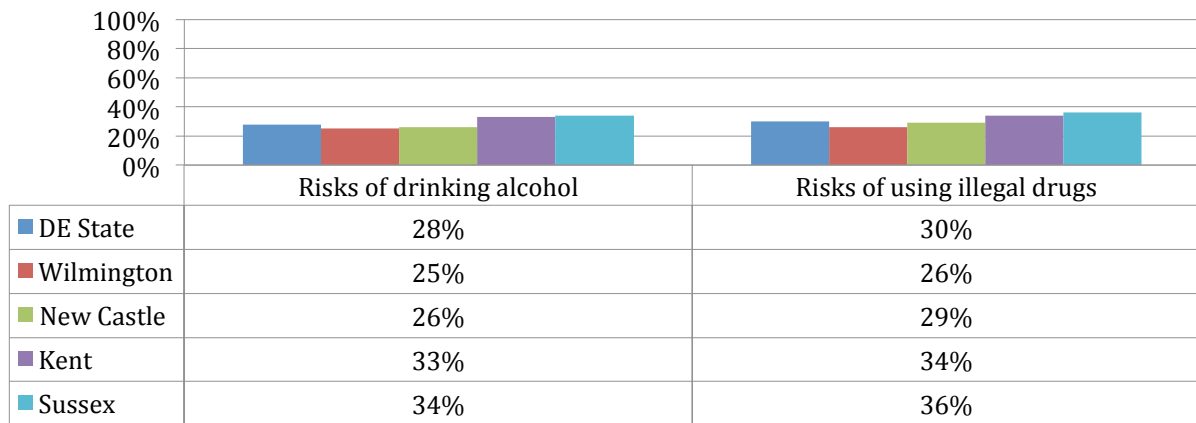 100%
80%
60%
40%
20%
0%
Risks of drinking alcohol Risks of using illegal drugs
DE State 28% 30%
Wilmington 25% 26%
New Castle 26% 29%
Kent 33% 34%
Sussex 34% 36%